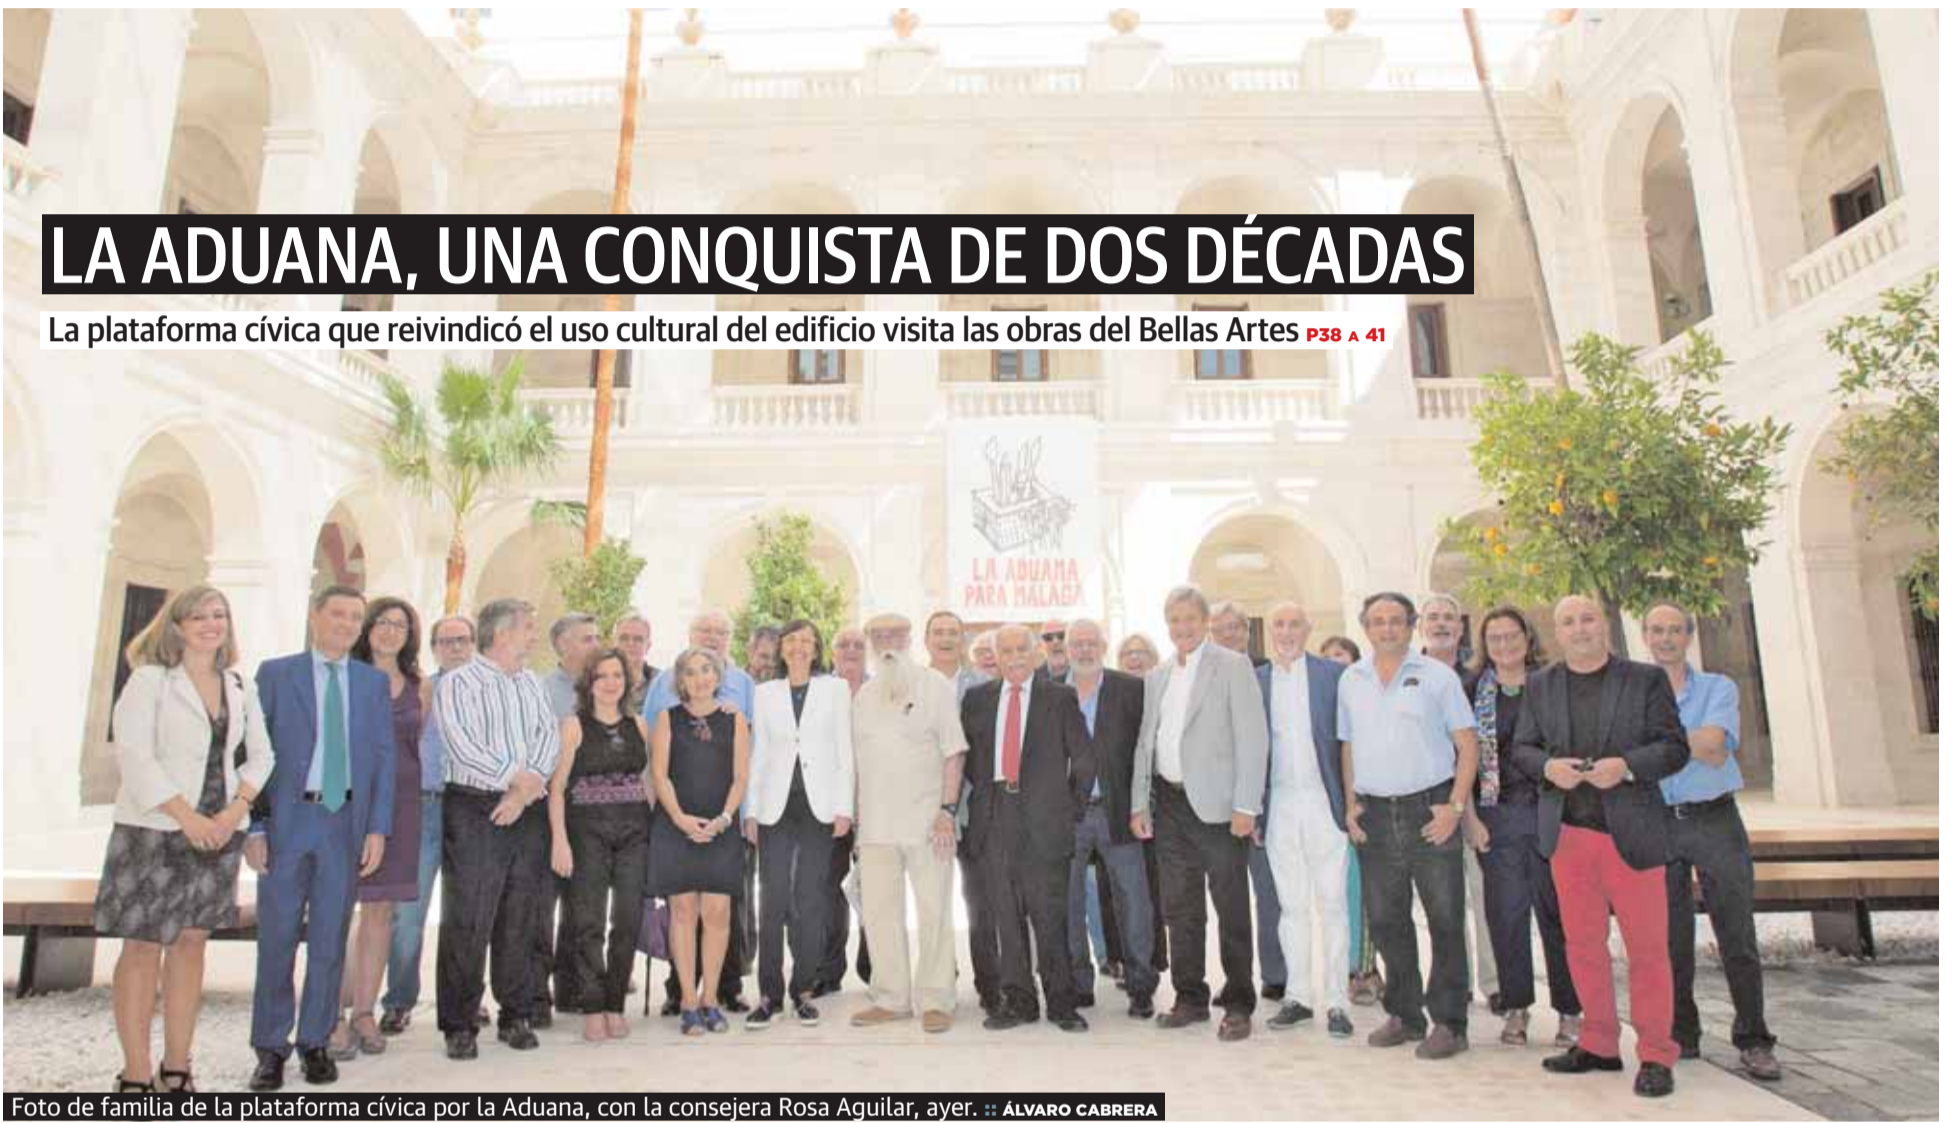 LA ADUANA, UNA CONQUISTA DE DOS DÉCADAS
La plataforma cívica que reivindicó el uso cultural del edificio visita las obras del Bellas Artes P38 A 41
LA ADUANA
PARA MÁLAGA
Foto de familia de la plataforma cívica por la Aduana, con la consejera Rosa Aguilar, ayer. :: ÁLVARO CABRERA